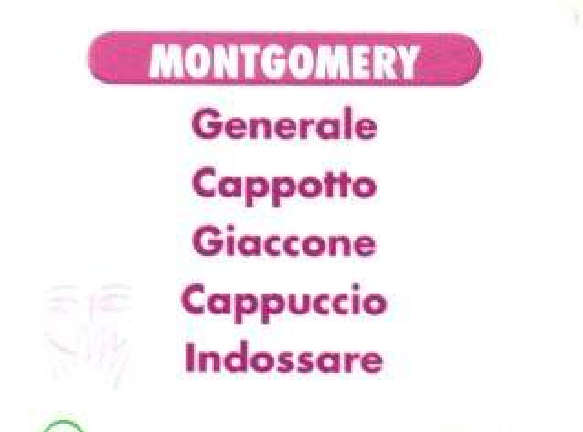 MONTGOMERY
Generale
Cappotto
Giaccone
Cappuccio
Indossare